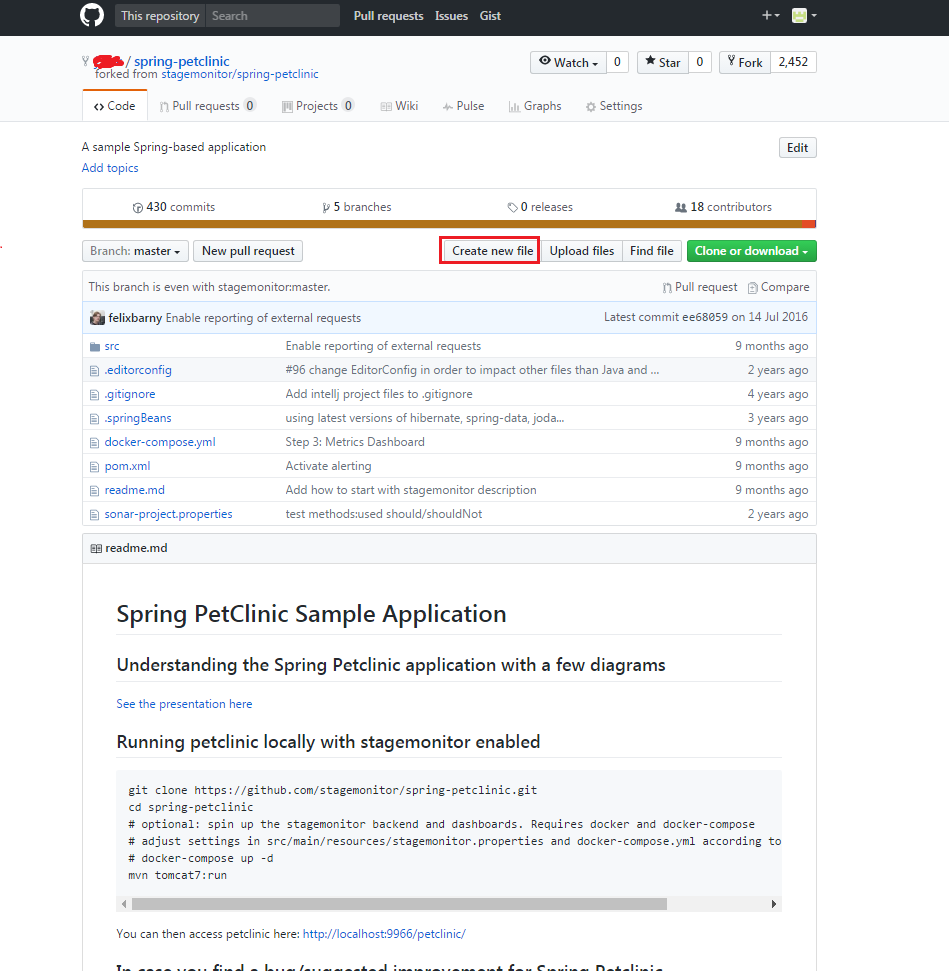 This repository Search Pull requests Issues Gist
/ spring-petclinic Watch 0 Star 0 Fork 2,452
forked from stagemonitor/spring-petclinic
Code Pull requests 0 Projects 0 Wiki Pulse Graphs Settings
A sample Spring-based application Edit
Add topics
430 commits 5 branches 0 releases 18 contributors
Branch: master New pull request Create new file Upload files Find file Clone or download
This branch is even with stagemonitor:master. Pull request Compare
felixbarny Enable reporting of external requests Latest commit ee68059 on 14 Jul 2016
src Enable reporting of external requests 9 months ago
.editorconfig #96 change EditorConfig in order to impact other files than Java and ... 2 years ago
.gitignore Add intellj project files to .gitignore 4 years ago
.springBeans using latest versions of hibernate, spring-data, joda... 3 years ago
docker-compose.yml Step 3: Metrics Dashboard 9 months ago
pom.xml Activate alerting 9 months ago
readme.md Add how to start with stagemonitor description 9 months ago
sonar-project.properties test methods:used should/shouldNot 2 years ago
readme.md
Spring PetClinic Sample Application
Understanding the Spring Petclinic application with a few diagrams
See the presentation here
Running petclinic locally with stagemonitor enabled
git clone https://github.com/stagemonitor/spring-petclinic.git
cd spring-petclinic
# optional: spin up the stagemonitor backend and dashboards. Requires docker and docker-compose
# adjust settings in src/main/resources/stagemonitor.properties and docker-compose.yml according to
# docker-compose up -d
mvn tomcat7:run
You can then access petclinic here: http://localhost:9966/petclinic/
In case you find a bug/suggested improvement for Spring Petclinic